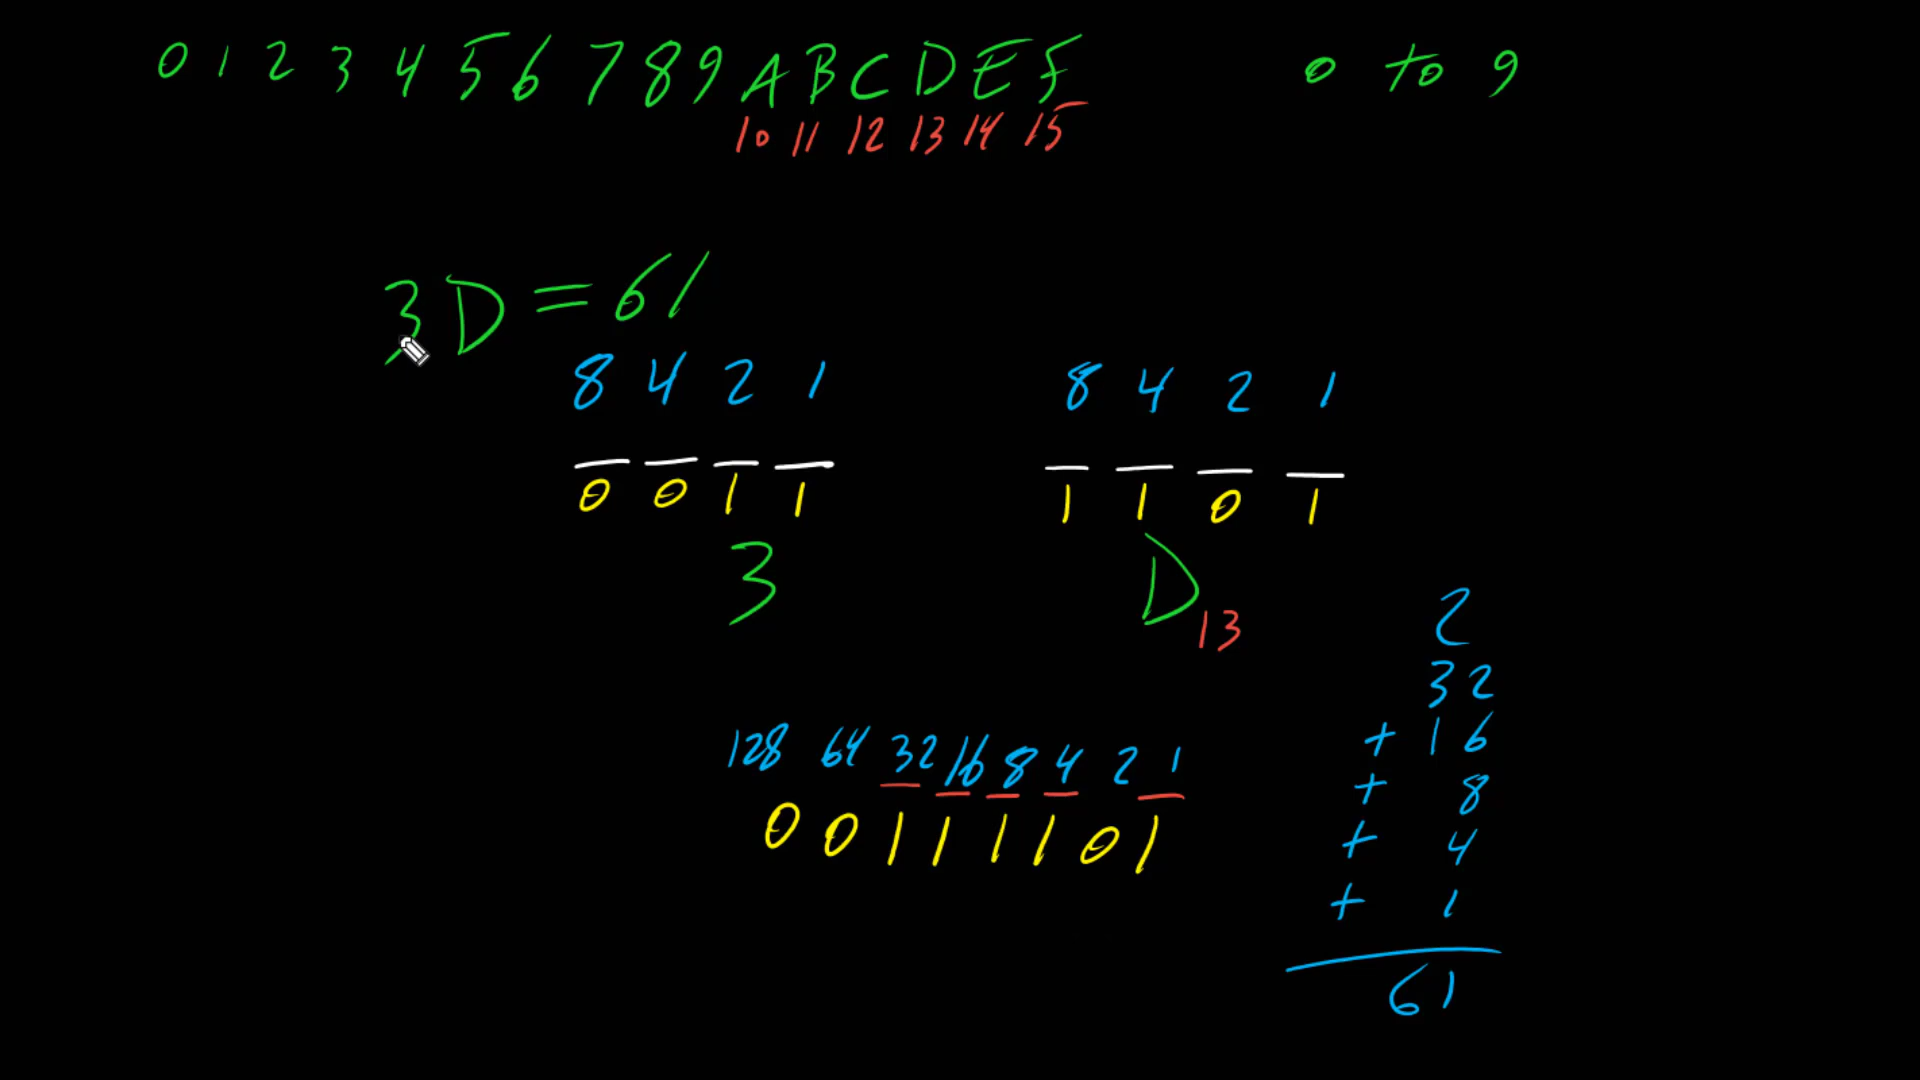 0 1 2 3 4 5 6 7 8 9 A B C D E F 0 to 9
10 11 12 13 14 15
3D = 61
8 4 2 1 8 4 2 1
0 0 1 1 1 1 0 1
3 D 13
2
32
+ 16
128 64 32 16 8 4 2 1
+ 8
0 0 1 1 1 1 0 1
+ 4
+ 1
61